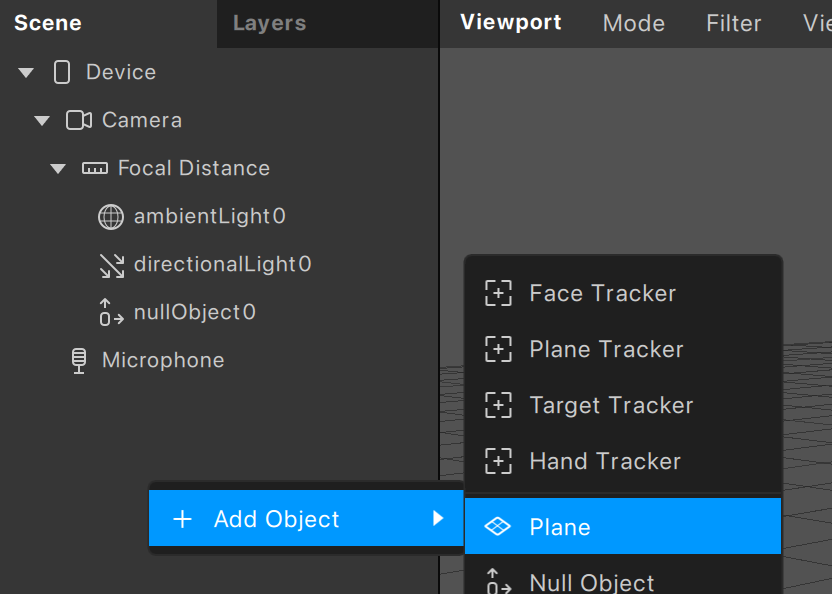 Scene
Layers
Viewport
Mode
Filter
Device
Camera
Focal Distance
ambientLight0
directionalLight0
nullObject0
Microphone
Add Object
Face Tracker
Plane Tracker
Target Tracker
Hand Tracker
Plane
Null Object